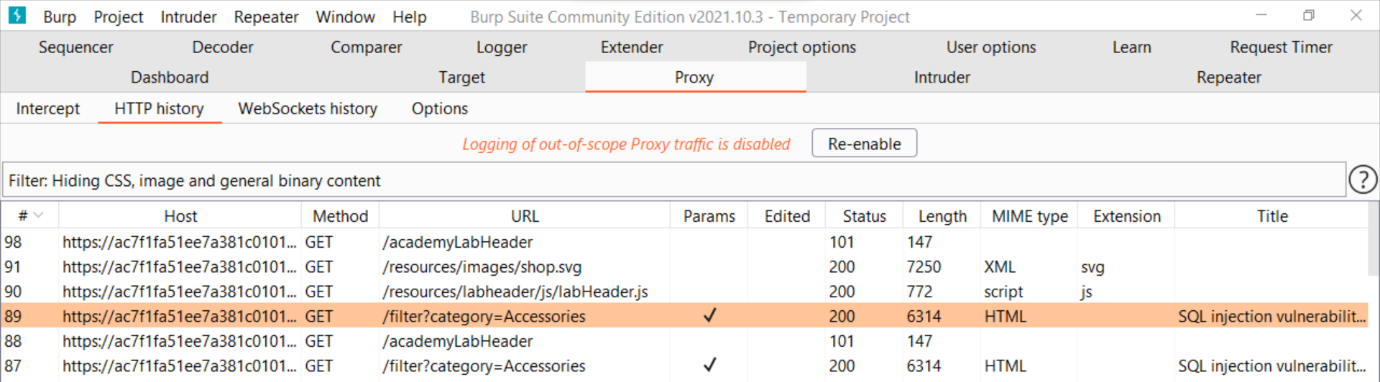 Burp Project Intruder Repeater Window Help Burp Suite Community Edition v2021.10.3 - Temporary Project
Sequencer Decoder Comparer Logger Extender Project options User options Learn Request Timer
Dashboard Target Proxy Intruder Repeater
Intercept HTTP history WebSockets history Options
Logging of out-of-scope Proxy traffic is disabled Re-enable
Filter: Hiding CSS, image and general binary content ?
# Host Method URL Params Edited Status Length MIME type Extension Title
98 https://ac7f1fa51ee7a381c0101... GET /academyLabHeader 101 147
91 https://ac7f1fa51ee7a381c0101... GET /resources/images/shop.svg 200 7250 XML svg
90 https://ac7f1fa51ee7a381c0101... GET /resources/labheader/js/labHeader.js 200 772 script js
89 https://ac7f1fa51ee7a381c0101... GET /filter?category=Accessories ✓ 200 6314 HTML SQL injection vulnerabilit...
88 https://ac7f1fa51ee7a381c0101... GET /academyLabHeader 101 147
87 https://ac7f1fa51ee7a381c0101... GET /filter?category=Accessories ✓ 200 6314 HTML SQL injection vulnerabilit...